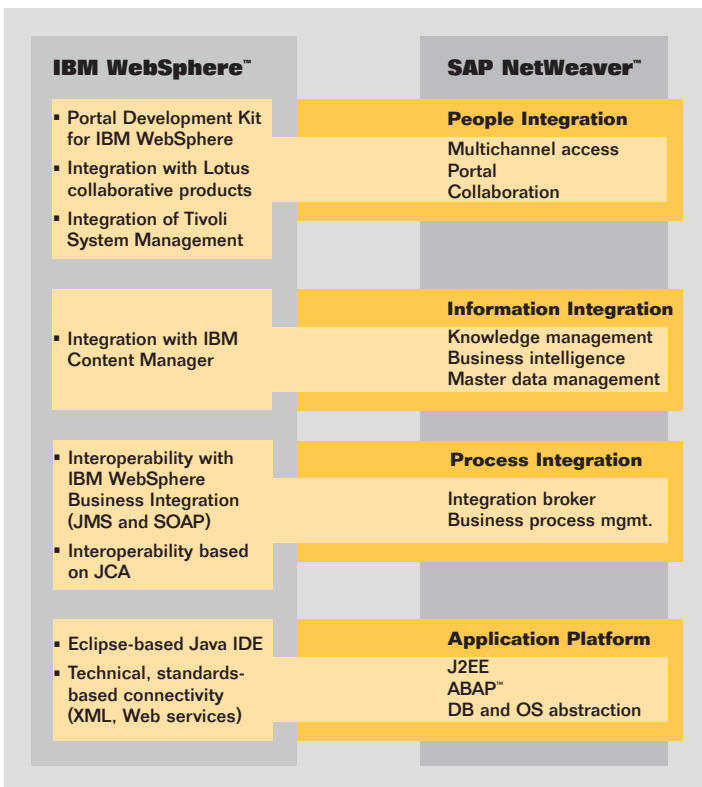 IBM WebSphere™
SAP NetWeaver™
▪ Portal Development Kit
for IBM WebSphere
▪ Integration with Lotus
collaborative products
▪ Integration of Tivoli
System Management
People Integration
Multichannel access
Portal
Collaboration
▪ Integration with IBM
Content Manager
Information Integration
Knowledge management
Business intelligence
Master data management
▪ Interoperability with
IBM WebSphere
Business Integration
(JMS and SOAP)
▪ Interoperability based
on JCA
Process Integration
Integration broker
Business process mgmt.
▪ Eclipse-based Java IDE
▪ Technical, standards-
based connectivity
(XML, Web services)
Application Platform
J2EE
ABAP™
DB and OS abstraction